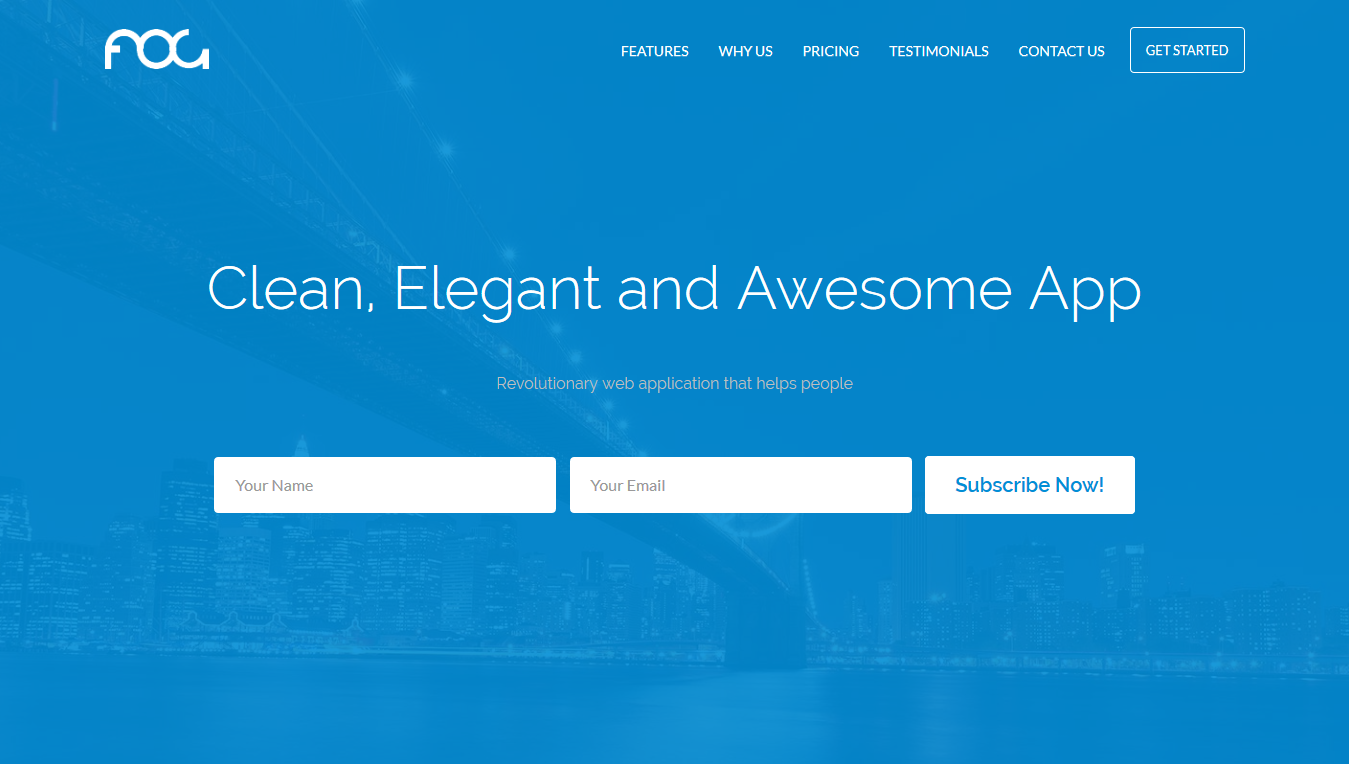 FOG
FEATURES WHY US PRICING TESTIMONIALS CONTACT US GET STARTED
Clean, Elegant and Awesome App
Revolutionary web application that helps people
Your Name Your Email Subscribe Now!